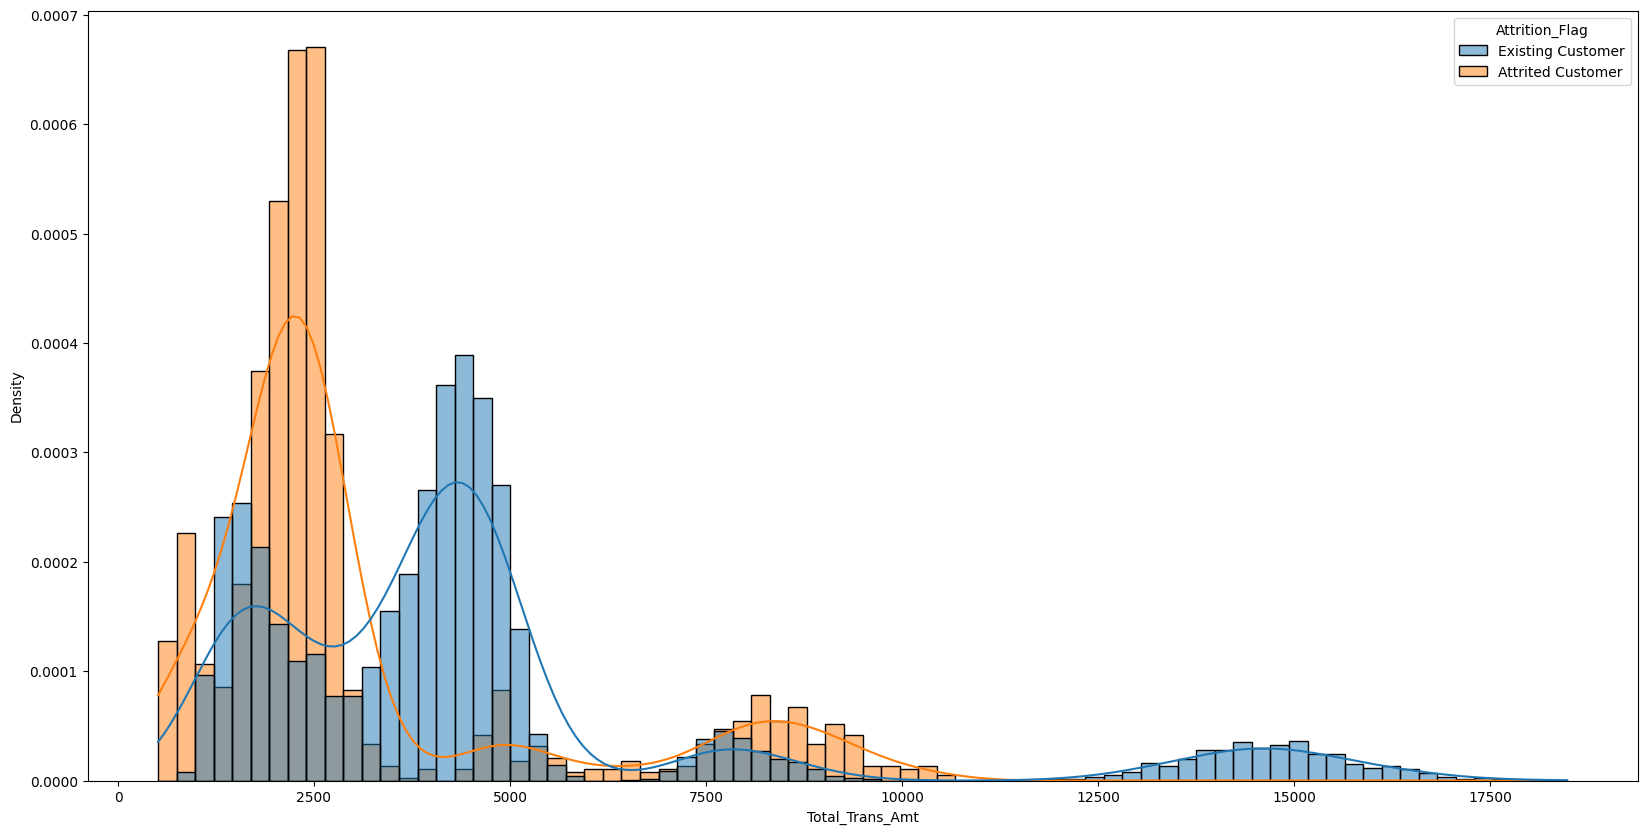 0.0007
0.0006
0.0005
0.0004
0.0003
0.0002
0.0001
0.0000
Density
0 2500 5000 7500 10000 12500 15000 17500
Total_Trans_Amt
Attrition_Flag
Existing Customer
Attrited Customer